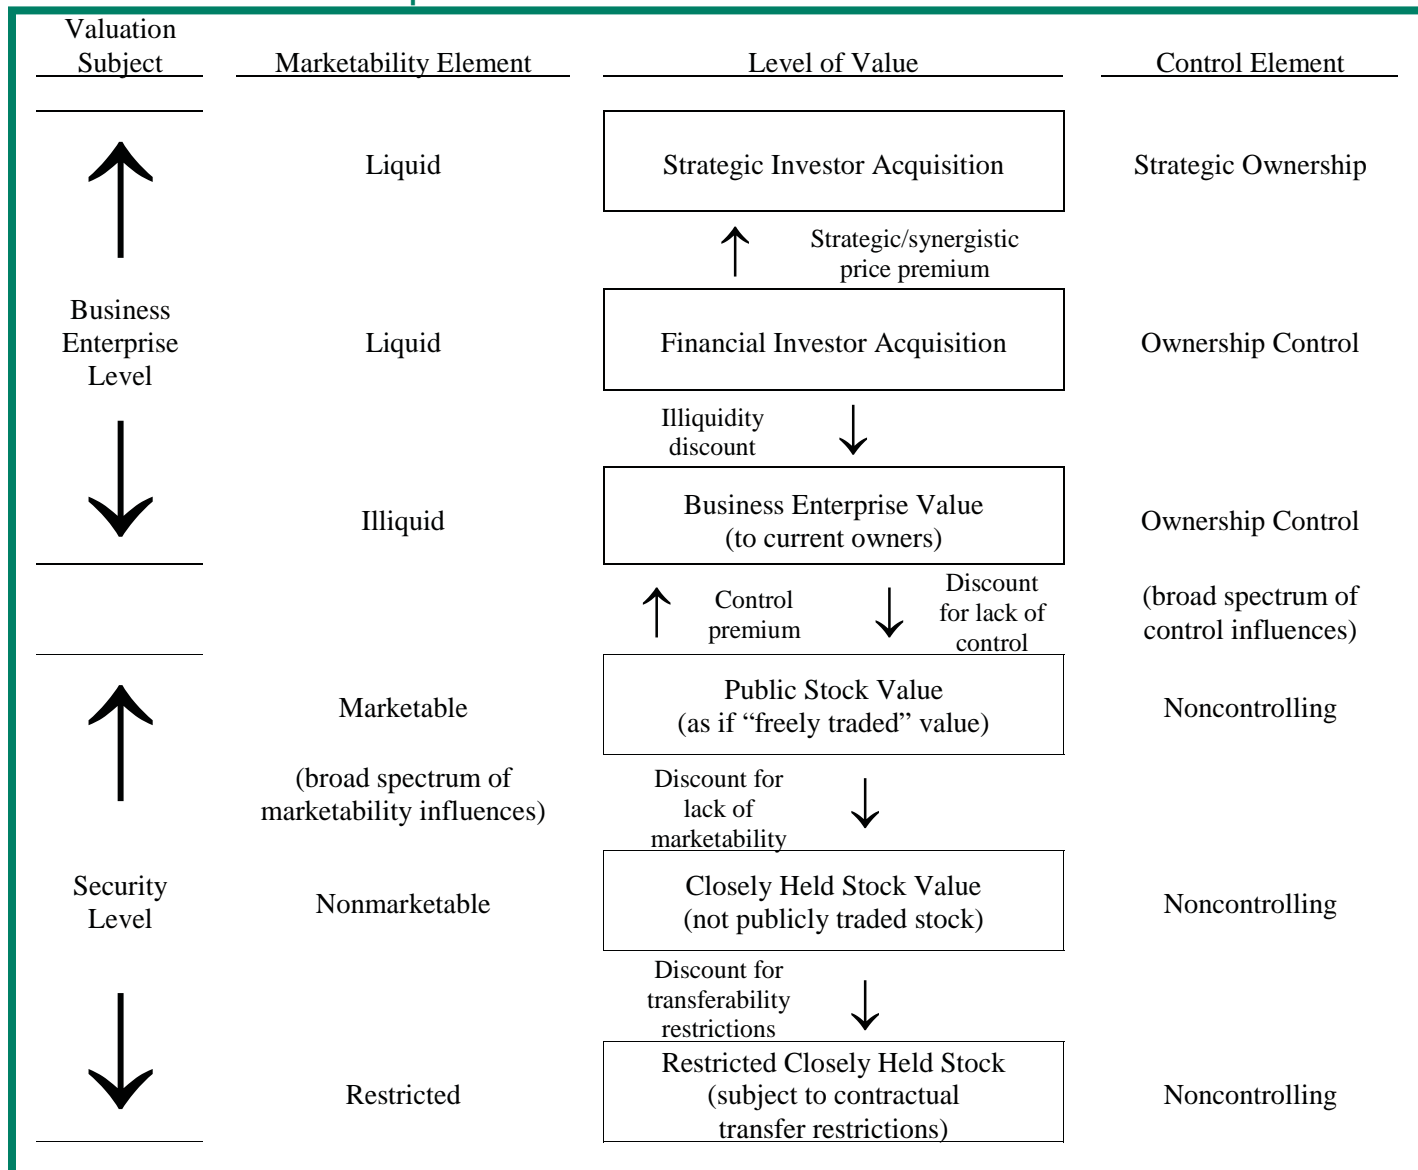 Valuation
Subject
Marketability Element
Level of Value
Control Element
Liquid
Strategic Investor Acquisition
Strategic Ownership
Strategic/synergistic
price premium
Business
Enterprise
Level
Liquid
Financial Investor Acquisition
Ownership Control
Illiquidity
discount
Illiquid
Business Enterprise Value
(to current owners)
Ownership Control
Control
premium
Discount
for lack of
control
(broad spectrum of
control influences)
Marketable
Public Stock Value
(as if “freely traded” value)
Noncontrolling
(broad spectrum of
marketability influences)
Discount for
lack of
marketability
Security
Level
Nonmarketable
Closely Held Stock Value
(not publicly traded stock)
Noncontrolling
Discount for
transferability
restrictions
Restricted
Restricted Closely Held Stock
(subject to contractual
transfer restrictions)
Noncontrolling